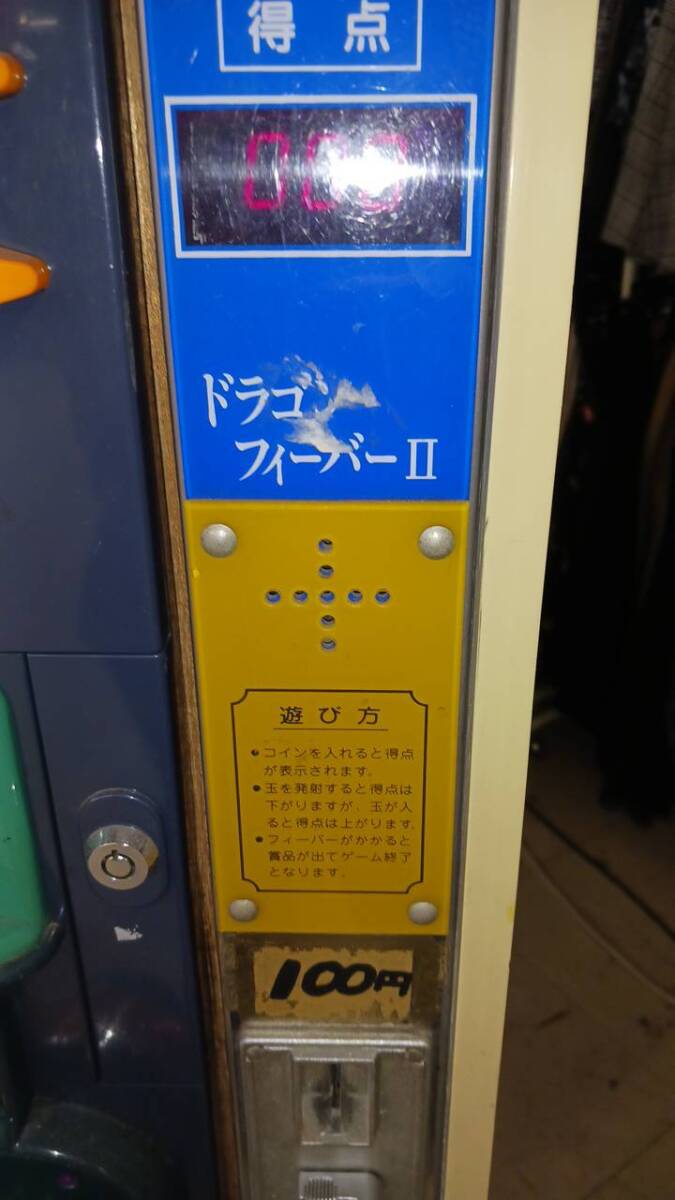 得点
000
ドラゴン
フィーバーⅡ
遊び方
●コインを入れると得点
が表示されます。
●玉を発射すると得点は
下がりますが、玉が入
ると得点は上がります。
●フィーバーがかかると
賞品が出てゲーム終了
となります。
100円